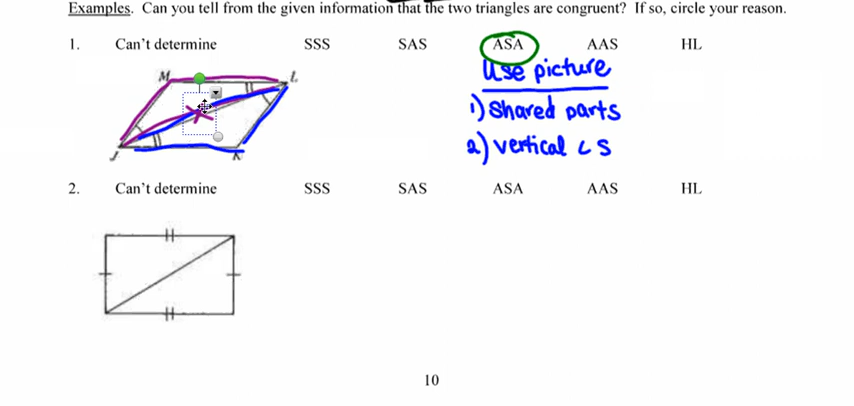 Examples. Can you tell from the given information that the two triangles are congruent? If so, circle your reason.
1. Can't determine SSS SAS ASA AAS HL
use picture
1) shared parts
2) vertical ∠s
M L
J K
2. Can't determine SSS SAS ASA AAS HL
10